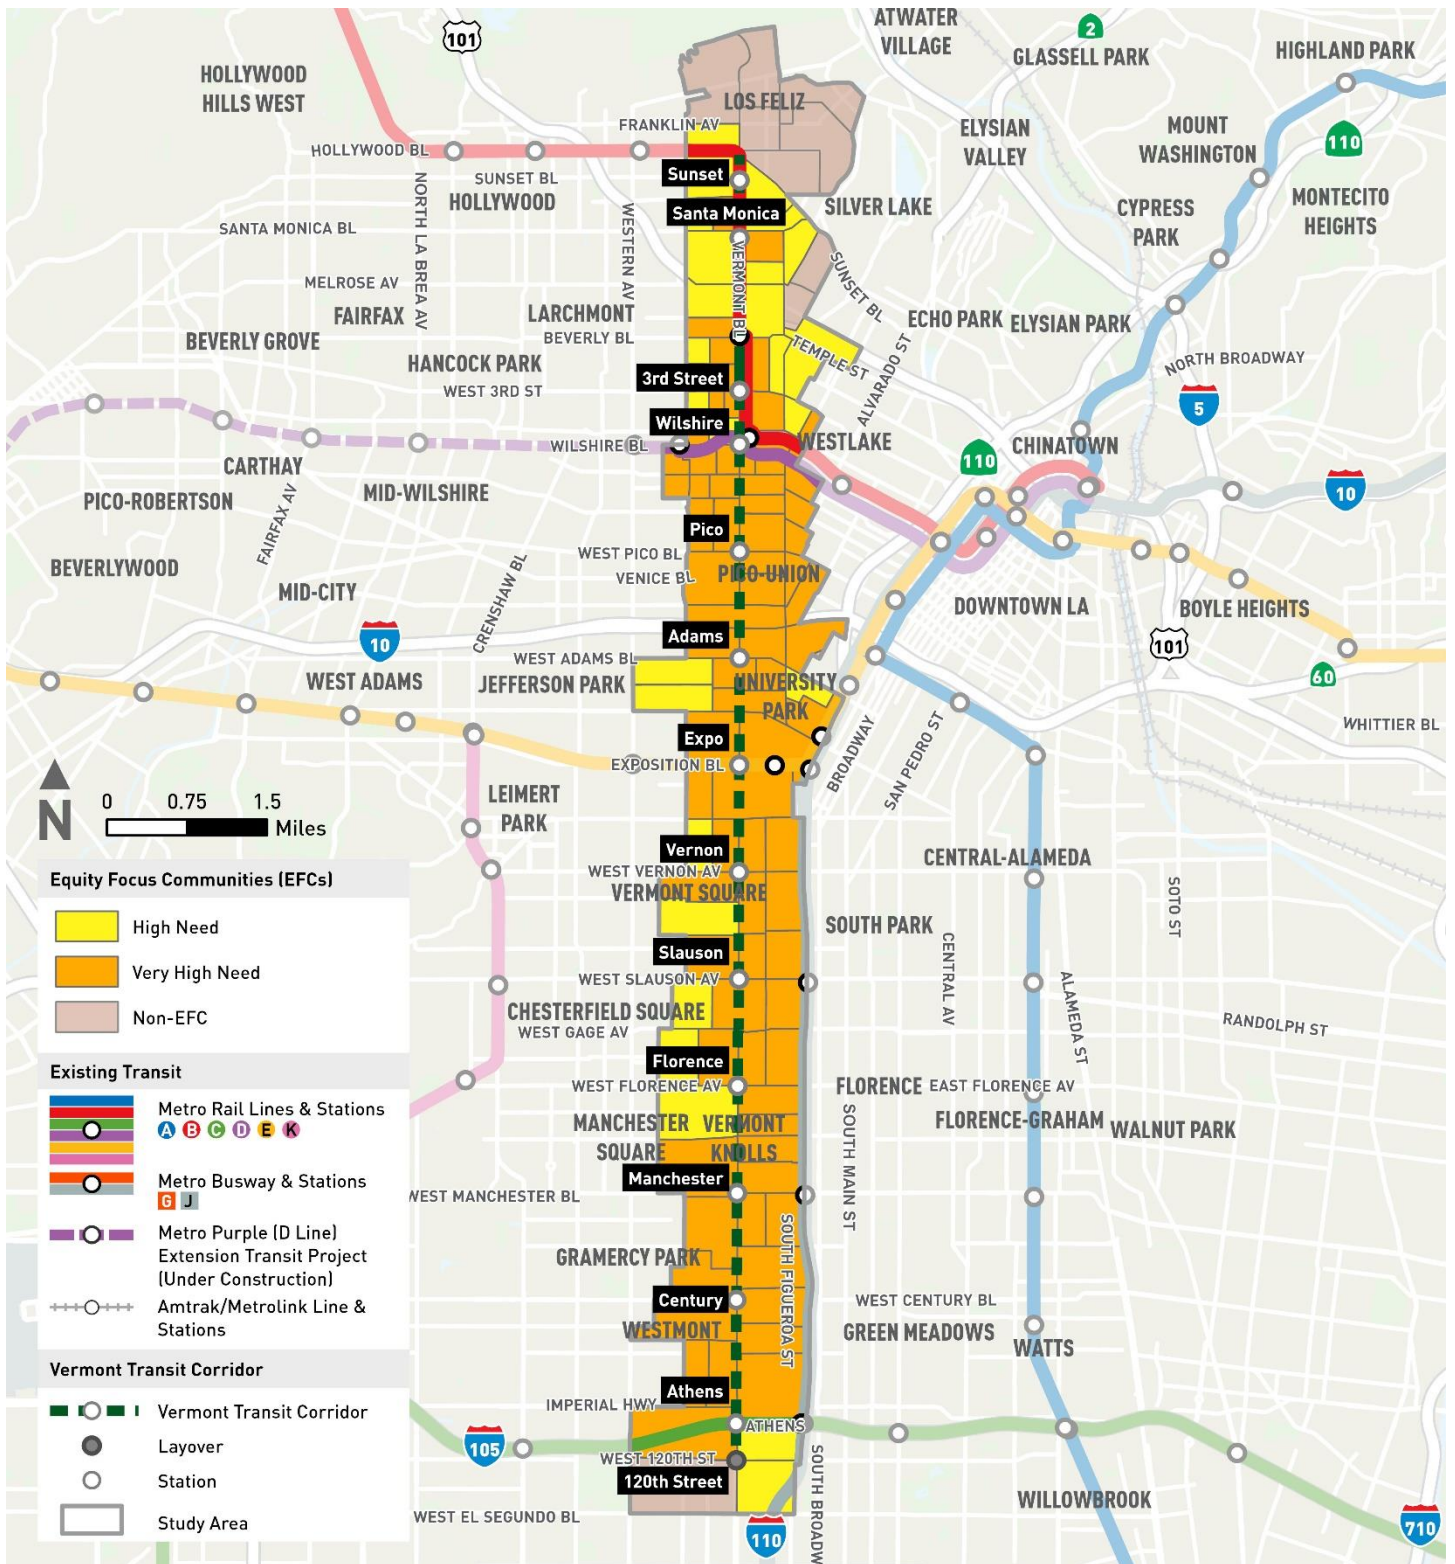 101
ATWATER
VILLAGE
2
GLASSELL PARK
HIGHLAND PARK
HOLLYWOOD
HILLS WEST
LOS FELIZ
FRANKLIN AV
ELYSIAN
VALLEY
MOUNT
WASHINGTON
110
HOLLYWOOD BL
Sunset
SUNSET BL
HOLLYWOOD
NORTH LA BREA AV
WESTERN AV
Santa Monica
SILVER LAKE
CYPRESS
PARK
MONTECITO
HEIGHTS
SANTA MONICA BL
VERMONT BL
SUNSET BL
MELROSE AV
FAIRFAX
LARCHMONT
BEVERLY BL
ECHO PARK
ELYSIAN PARK
BEVERLY GROVE
HANCOCK PARK
TEMPLE ST
ALVARADO ST
NORTH BROADWAY
WEST 3RD ST
3rd Street
5
Wilshire
WILSHIRE BL
WESTLAKE
CHINATOWN
110
CARTHAY
PICO-ROBERTSON
MID-WILSHIRE
10
FAIRFAX AV
Pico
WEST PICO BL
BEVERLYWOOD
VENICE BL
PICO-UNION
MID-CITY
CRENSHAW BL
DOWNTOWN LA
BOYLE HEIGHTS
10
Adams
101
WEST ADAMS BL
WEST ADAMS
JEFFERSON PARK
UNIVERSITY
PARK
60
BROADWAY
SAN PEDRO ST
WHITTIER BL
Expo
EXPOSITION BL
N
0 0.75 1.5
Miles
LEIMERT
PARK
Vernon
WEST VERNON AV
VERMONT SQUARE
CENTRAL-ALAMEDA
SOTO ST
SOUTH PARK
CENTRAL AV
Slauson
WEST SLAUSON AV
ALAMEDA ST
CHESTERFIELD SQUARE
WEST GAGE AV
RANDOLPH ST
Florence
WEST FLORENCE AV
FLORENCE
EAST FLORENCE AV
MANCHESTER
SQUARE
VERMONT
KNOLLS
SOUTH MAIN ST
FLORENCE-GRAHAM
WALNUT PARK
Manchester
WEST MANCHESTER BL
SOUTH FIGUEROA ST
GRAMERCY PARK
Century
WEST CENTURY BL
WESTMONT
GREEN MEADOWS
WATTS
Athens
IMPERIAL HWY
ATHENS
105
WEST 120TH ST
120th Street
SOUTH BROADW
WEST EL SEGUNDO BL
110
WILLOWBROOK
710
Equity Focus Communities (EFCs)
High Need
Very High Need
Non-EFC
Existing Transit
Metro Rail Lines & Stations
A B C D E K
Metro Busway & Stations
G J
Metro Purple (D Line)
Extension Transit Project
(Under Construction)
Amtrak/Metrolink Line &
Stations
Vermont Transit Corridor
Vermont Transit Corridor
Layover
Station
Study Area